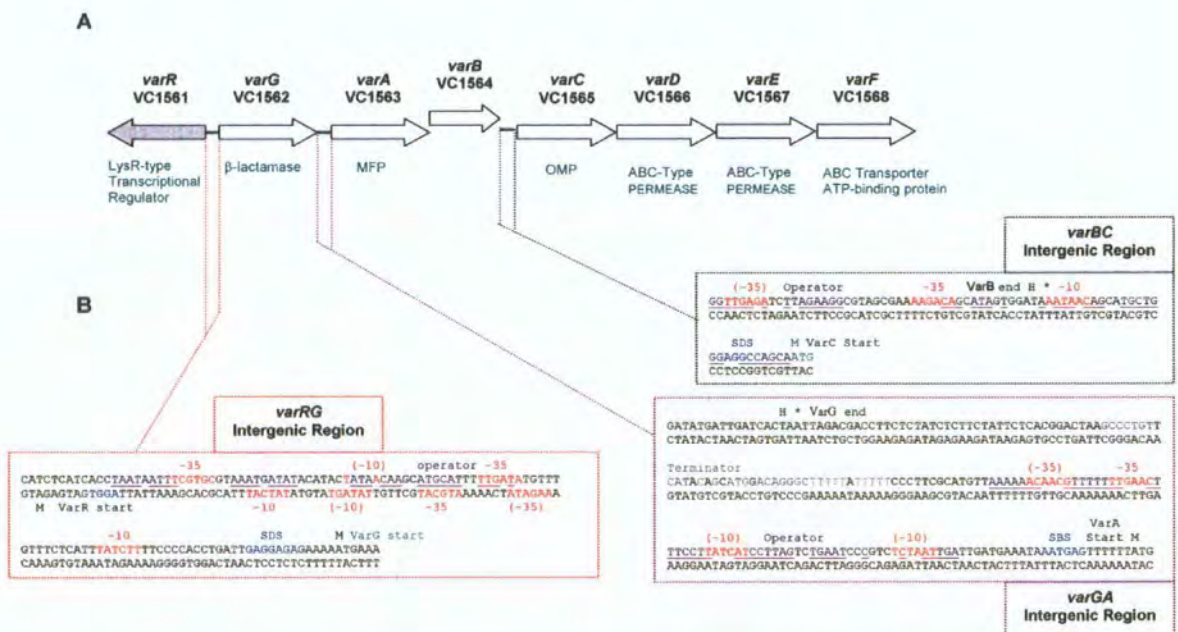 A
varR varG varA varB varC varD varE varF
VC1561 VC1562 VC1563 VC1564 VC1565 VC1566 VC1567 VC1568
LysR-type Transcriptional Regulator
β-lactamase
MFP
OMP
ABC-Type PERMEASE
ABC-Type PERMEASE
ABC Transporter ATP-binding protein
B
varBC
Intergenic Region
(-35) Operator -35 VarB end H * -10
GGTTGAGATCTTAGAAGGCGTAGCGAAAAGACAGCATAGTGGATAAATAACAGCATGCTG
CCAACTCTAGAATCTTCCGCATCGCTTTTCTGTCGTATCACCTATTTATTGTCGTACGTC
SDS M VarC Start
GGAGGCCAGCAATG
CCTCCGGTCGTTAC
varRG
Intergenic Region
-35 (-10) operator -35
CATCTCATCACCTAATAATTTCGTGCGTAAATGATATACATACTATAACAAGCATGCATTTTTGATATGTTT
GTAGAGTAGTGGATTATTAAAGCACGCATTTACTATATGTATGATATTGTTCGTACGTAAAAACTATAGAAA
M VarR start -10 (-10) -35 (-35)
-10 SDS M VarG start
GTTTCTCATTTATCTTTTCCCCACCTGATTGAGGAGAGAAAAATGAAA
CAAAGTGTAAATAGAAAAGGGGTGGACTAACTCCTCTCTTTTTACTTT
H * VarG end
GATATGATTGATCACTAATTAGACGACCTTCTCTATCTCTTCTATTCTCACGGACTAAGCCCTGTT
CTATACTAACTAGTGATTAATCTGCTGGAAGAGATAGAGAAGATAAGAGTGCCTGATTCGGGACAA
Terminator (-35) -35
CATACAGCATGGACAGGGCTTTTTATTTTTCCCTTCGCATGTTAAAAAACAACGTTTTTTTGAACT
GTATGTCGTACCTGTCCCGAAAAATAAAAAGGGAAGCGTACAATTTTTTGTTGCAAAAAAACTTGA
(-10) Operator (-10) SBS VarA Start M
TTCCTTATCATCCTTAGTCTGAATCCCGTCTCTAATTGATTGATGAAATAAATGAGTTTTTTATG
AAGGAATAGTAGGAATCAGACTTAGGGCAGAGATTAACTAACTACTTTATTTACTCAAAAAATAC
varGA
Intergenic Region